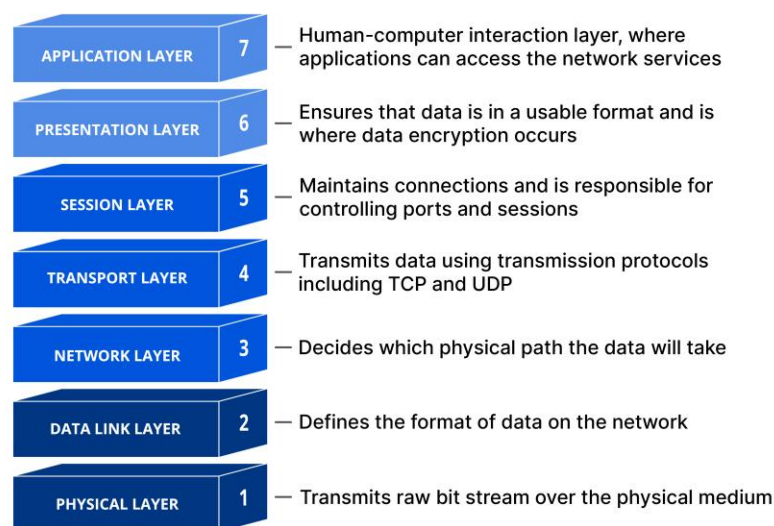 APPLICATION LAYER 7
Human-computer interaction layer, where
applications can access the network services
PRESENTATION LAYER 6
Ensures that data is in a usable format and is
where data encryption occurs
SESSION LAYER 5
Maintains connections and is responsible for
controlling ports and sessions
TRANSPORT LAYER 4
Transmits data using transmission protocols
including TCP and UDP
NETWORK LAYER 3
Decides which physical path the data will take
DATA LINK LAYER 2
Defines the format of data on the network
PHYSICAL LAYER 1
Transmits raw bit stream over the physical medium